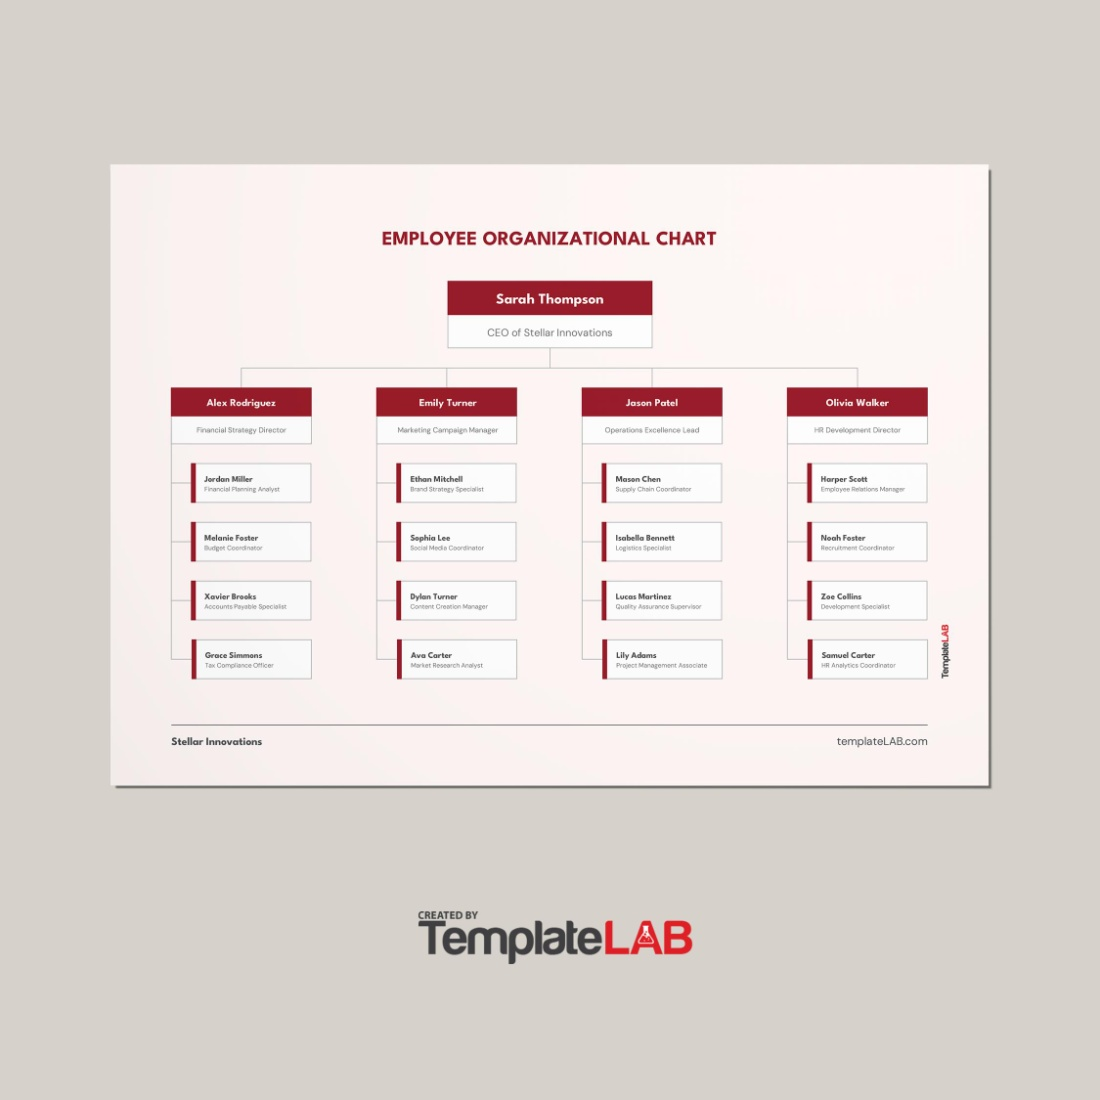 EMPLOYEE ORGANIZATIONAL CHART
Sarah Thompson
CEO of Stellar Innovations
Alex Rodriguez
Financial Strategy Director
Jordan Miller
Financial Planning Analyst
Melanie Foster
Budget Coordinator
Xavier Brooks
Accounts Payable Specialist
Grace Simmons
Tax Compliance Officer
Emily Turner
Marketing Campaign Manager
Ethan Mitchell
Brand Strategy Specialist
Sophia Lee
Social Media Coordinator
Dylan Turner
Content Creation Manager
Ava Carter
Market Research Analyst
Jason Patel
Operations Excellence Lead
Mason Chen
Supply Chain Coordinator
Isabella Bennett
Logistics Specialist
Lucas Martinez
Quality Assurance Supervisor
Lily Adams
Project Management Associate
Olivia Walker
HR Development Director
Harper Scott
Employee Relations Manager
Noah Foster
Recruitment Coordinator
Zoe Collins
Development Specialist
Samuel Carter
HR Analytics Coordinator
TemplateLAB
Stellar Innovations
templateLAB.com
CREATED BY
TemplateLAB